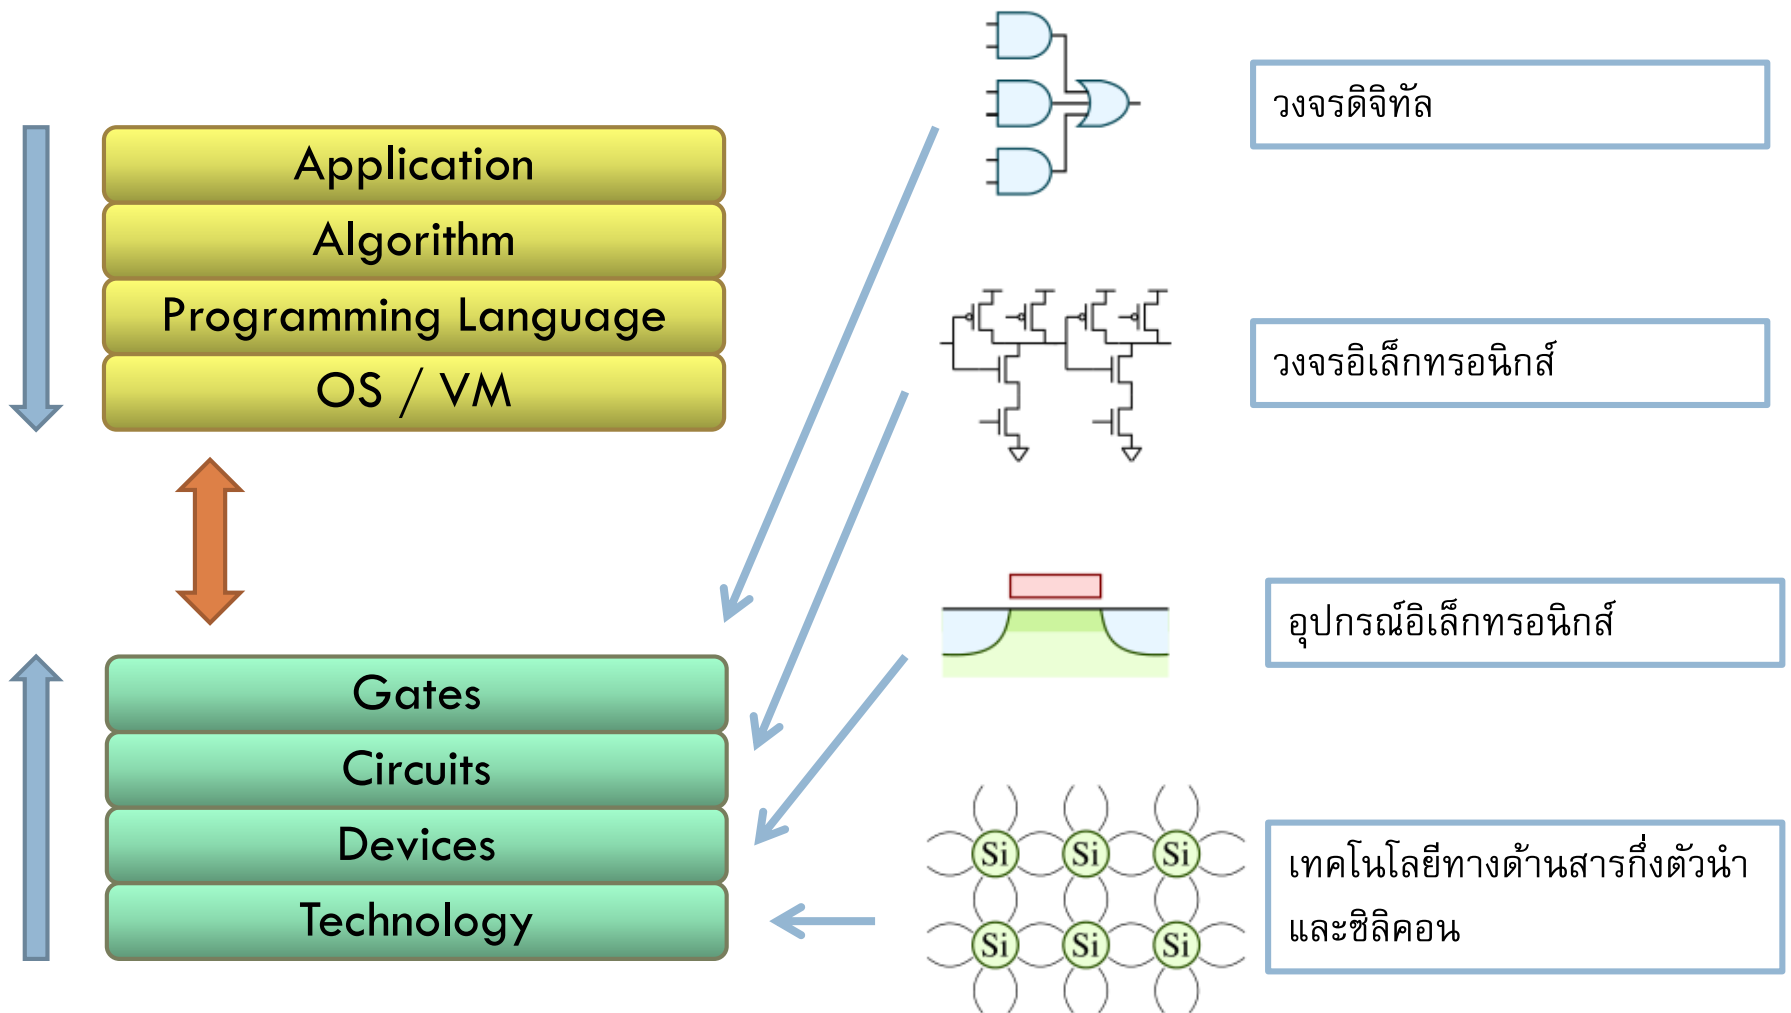 Application
Algorithm
Programming Language
OS / VM
Gates
Circuits
Devices
Technology
วงจรดิจิทัล
วงจรอิเล็กทรอนิกส์
อุปกรณ์อิเล็กทรอนิกส์
Si Si Si
Si Si Si
เทคโนโลยีทางด้านสารกึ่งตัวนำ
และซิลิคอน